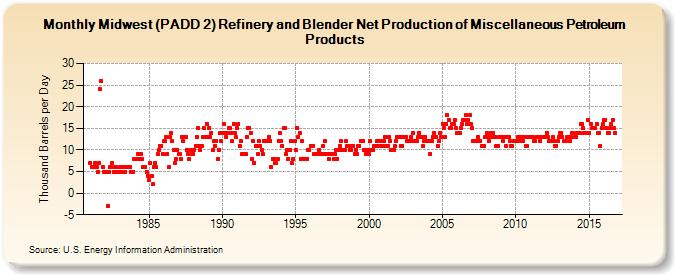 Monthly Midwest (PADD 2) Refinery and Blender Net Production of Miscellaneous Petroleum
Products
Thousand Barrels per Day
30
25
20
15
10
5
0
-5
1985 1990 1995 2000 2005 2010 2015
Source: U.S. Energy Information Administration